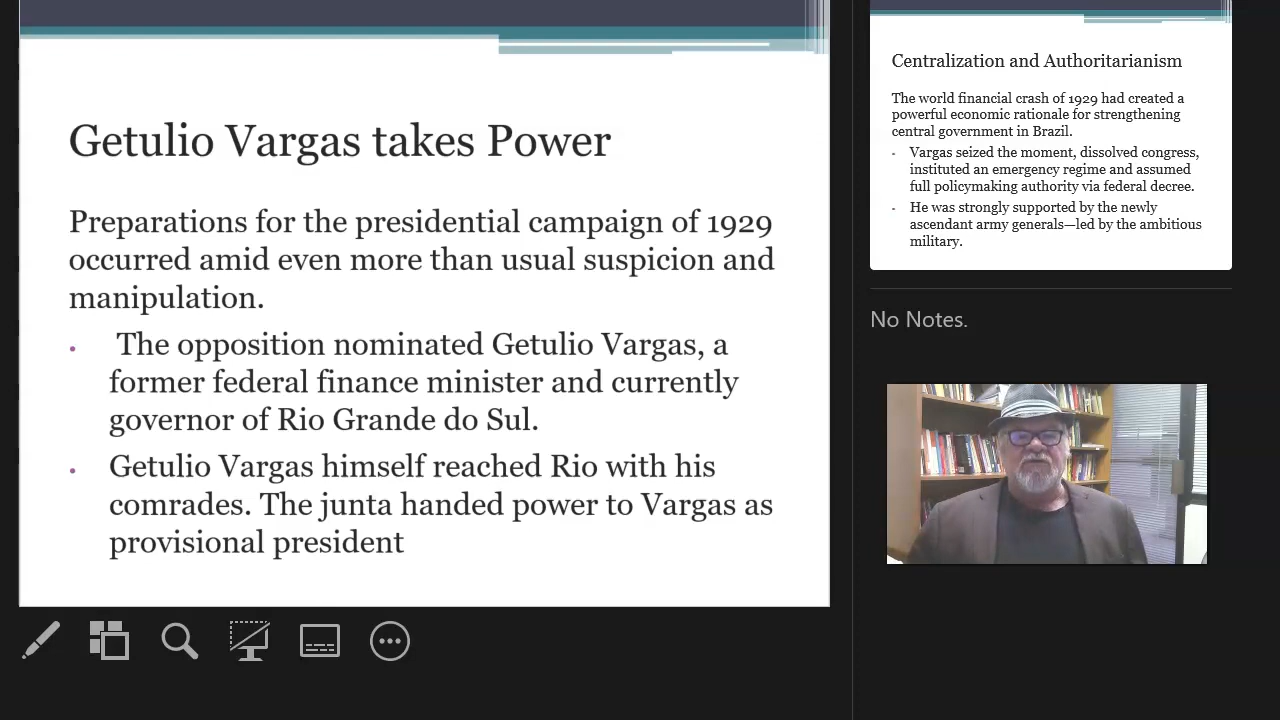 Getulio Vargas takes Power
Preparations for the presidential campaign of 1929
occurred amid even more than usual suspicion and
manipulation.
• The opposition nominated Getulio Vargas, a
former federal finance minister and currently
governor of Rio Grande do Sul.
• Getulio Vargas himself reached Rio with his
comrades. The junta handed power to Vargas as
provisional president
Centralization and Authoritarianism
The world financial crash of 1929 had created a
powerful economic rationale for strengthening
central government in Brazil.
• Vargas seized the moment, dissolved congress,
instituted an emergency regime and assumed
full policymaking authority via federal decree.
• He was strongly supported by the newly
ascendant army generals—led by the ambitious
military.
No Notes.